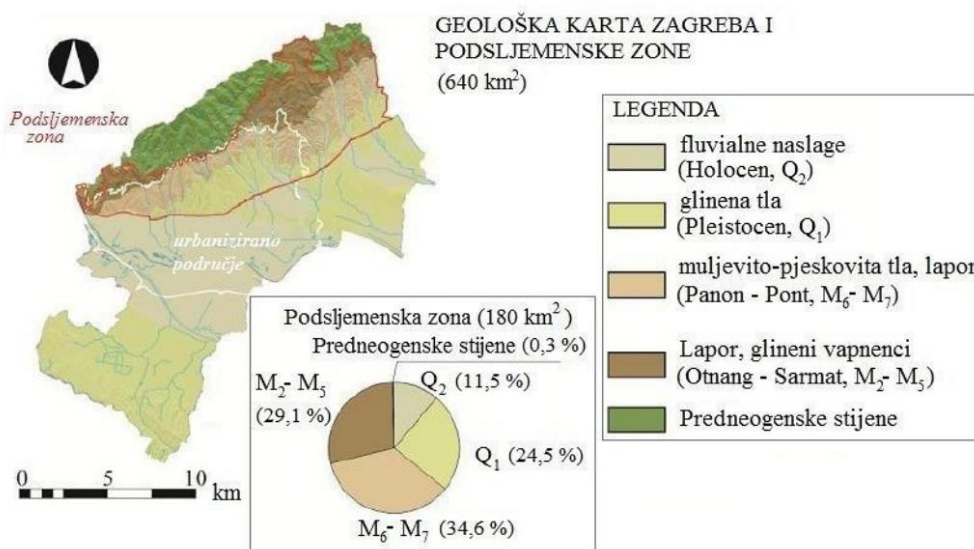 GEOLOŠKA KARTA ZAGREBA I
PODSLJEMENSKE ZONE
(640 km²)
Podsljemenska
zona
urbanizirano
područje
0 5 10
km
LEGENDA
fluvialne naslage
(Holocen, Q₂)
glinena tla
(Pleistocen, Q₁)
muljevito-pjeskovita tla, lapor
(Panon - Pont, M₆- M₇)
Lapor, glineni vapnenci
(Otnang - Sarmat, M₂- M₅)
Predneogenske stijene
Podsljemenska zona (180 km²)
Predneogenske stijene (0,3 %)
Q₂ (11,5 %)
M₂- M₅
(29,1 %)
Q₁ (24,5 %)
M₆- M₇ (34,6 %)